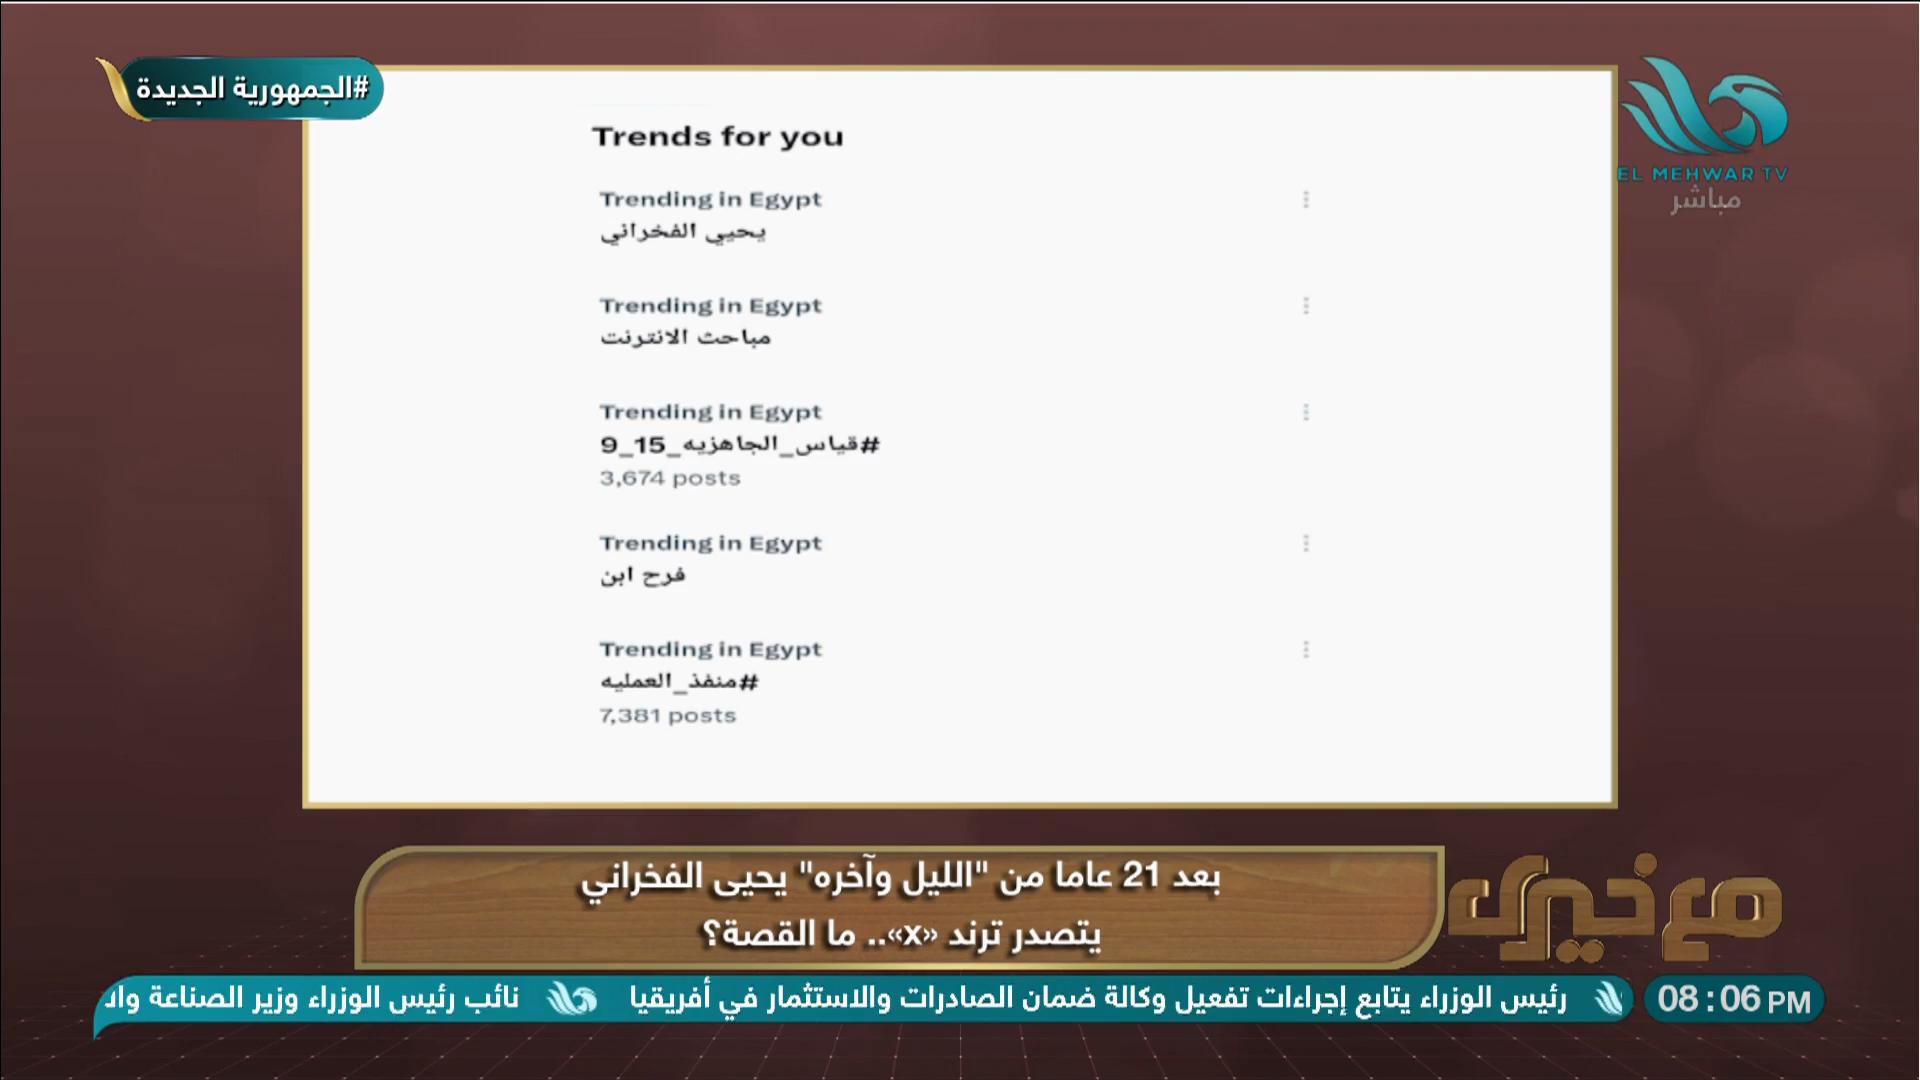 #الجمهورية الجديدة
EL MEHWAR TV
مباشر
Trends for you
Trending in Egypt
يحيي الفخراني
Trending in Egypt
مباحث الانترنت
Trending in Egypt
#قياس_الجاهزيه_15_9
3,674 posts
Trending in Egypt
فرح ابن
Trending in Egypt
#منفذ_العمليه
7,381 posts
بعد 21 عاما من "الليل وآخره" يحيى الفخراني
يتصدر ترند «x».. ما القصة؟
مع خيري
رئيس الوزراء يتابع إجراءات تفعيل وكالة ضمان الصادرات والاستثمار في أفريقيا نائب رئيس الوزراء وزير الصناعة
08:06 PM